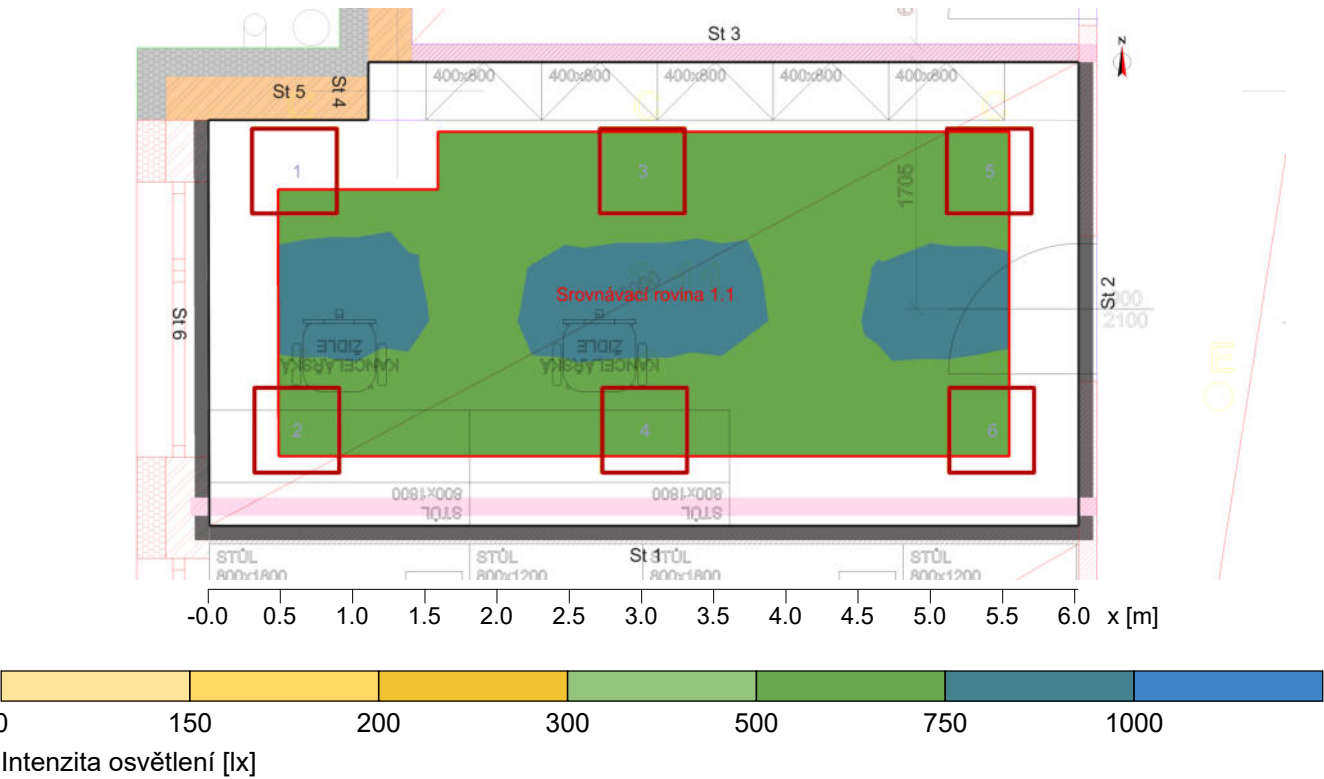 St 3
N
400x800 400x800 400x800 400x800 400x800
St 5
St 4
1 3 5
1705
Srovnávací rovina 1.1
St 6
St 2
900
2100
ŽIDLE
KANCELÁŘSKÁ
ŽIDLE
KANCELÁŘSKÁ
2 4 6
800x1800
STŮL
800x1800
STŮL
St 1
STŮL STŮL STŮL STŮL
800x1800 800x1200 800x1800 800x1200
-0.0 0.5 1.0 1.5 2.0 2.5 3.0 3.5 4.0 4.5 5.0 5.5 6.0 x [m]
0 150 200 300 500 750 1000
Intenzita osvětlení [lx]